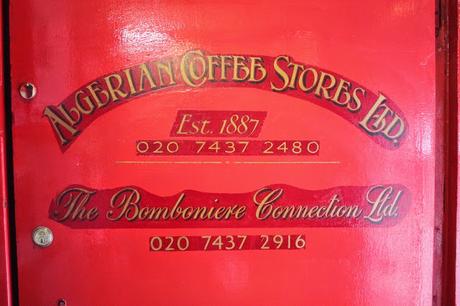 Algerian Coffee Stores Ltd.
Est. 1887
020 7437 2480
The Bomboniere Connection Ltd.
020 7437 2916